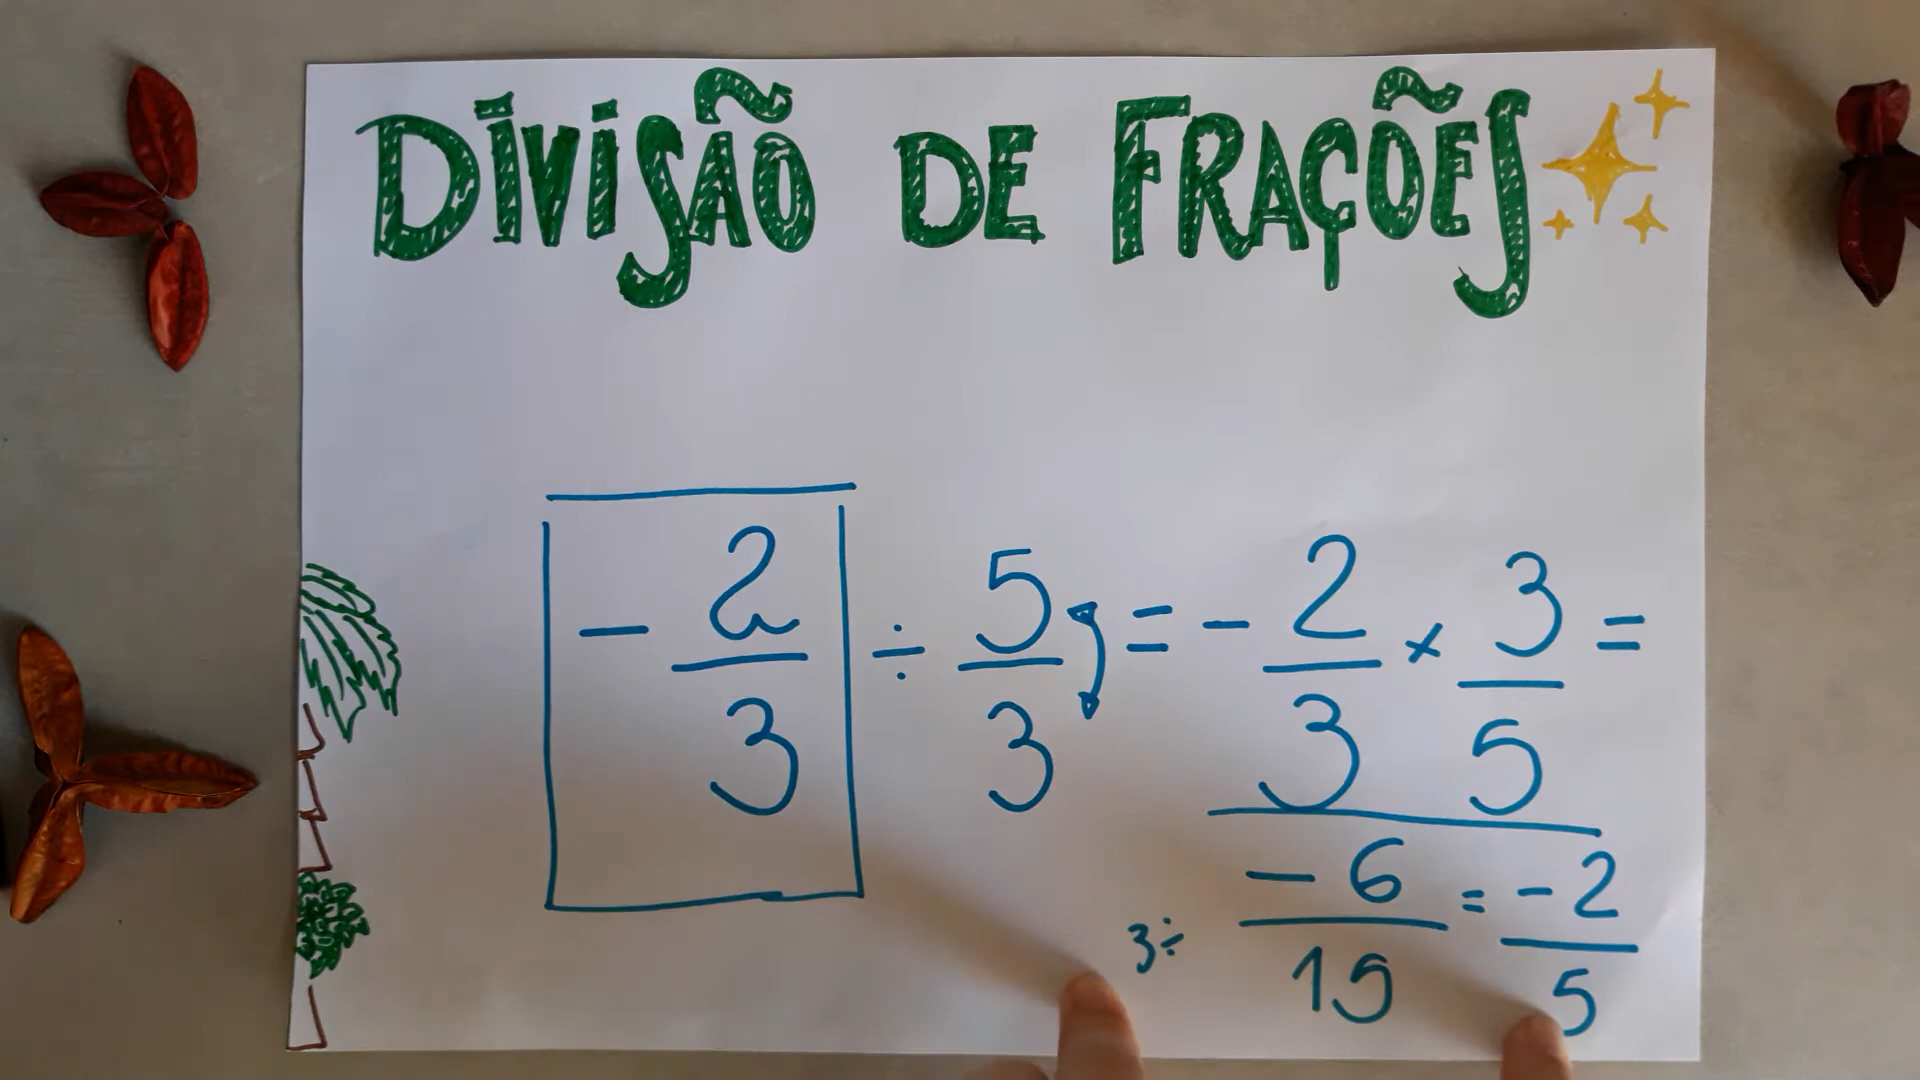 DIVISÃO DE FRAÇÕES
- 2/3 ÷ 5/3 = - 2/3 × 3/5 =
3÷ -6/15 = -2/5